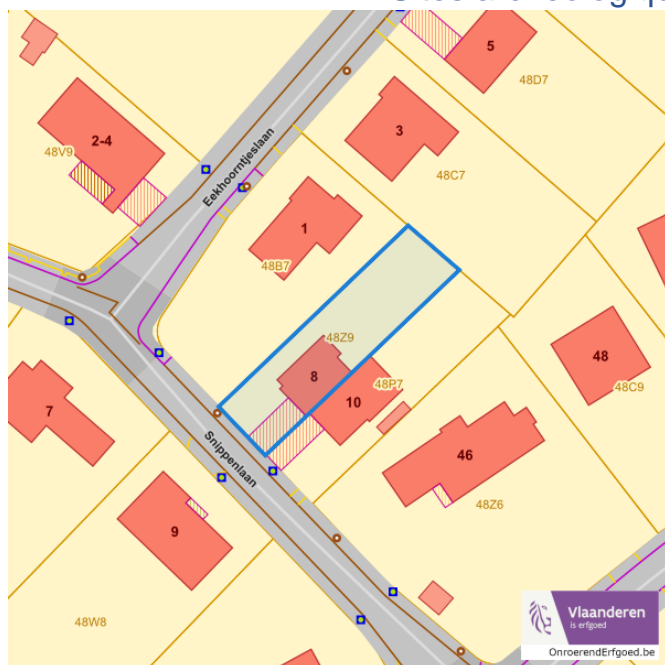 5
48D7
3
48C7
2-4
48V9
Eekhoorntjeslaan
1
48B7
48Z9
8
48P7
10
48
48C9
7
Snippenlaan
46
48Z6
9
48W8
Vlaanderen
is erfgoed
OnroerendErfgoed.be